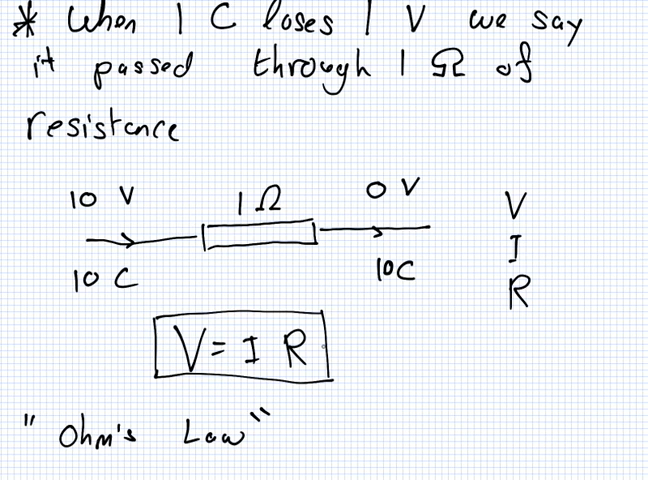 * When 1 C loses 1 V we say
it passed through 1 Ω of
resistance
10 V 1 Ω 0 V
10 C 10C
V
I
R
V = I R
"Ohm's Law"